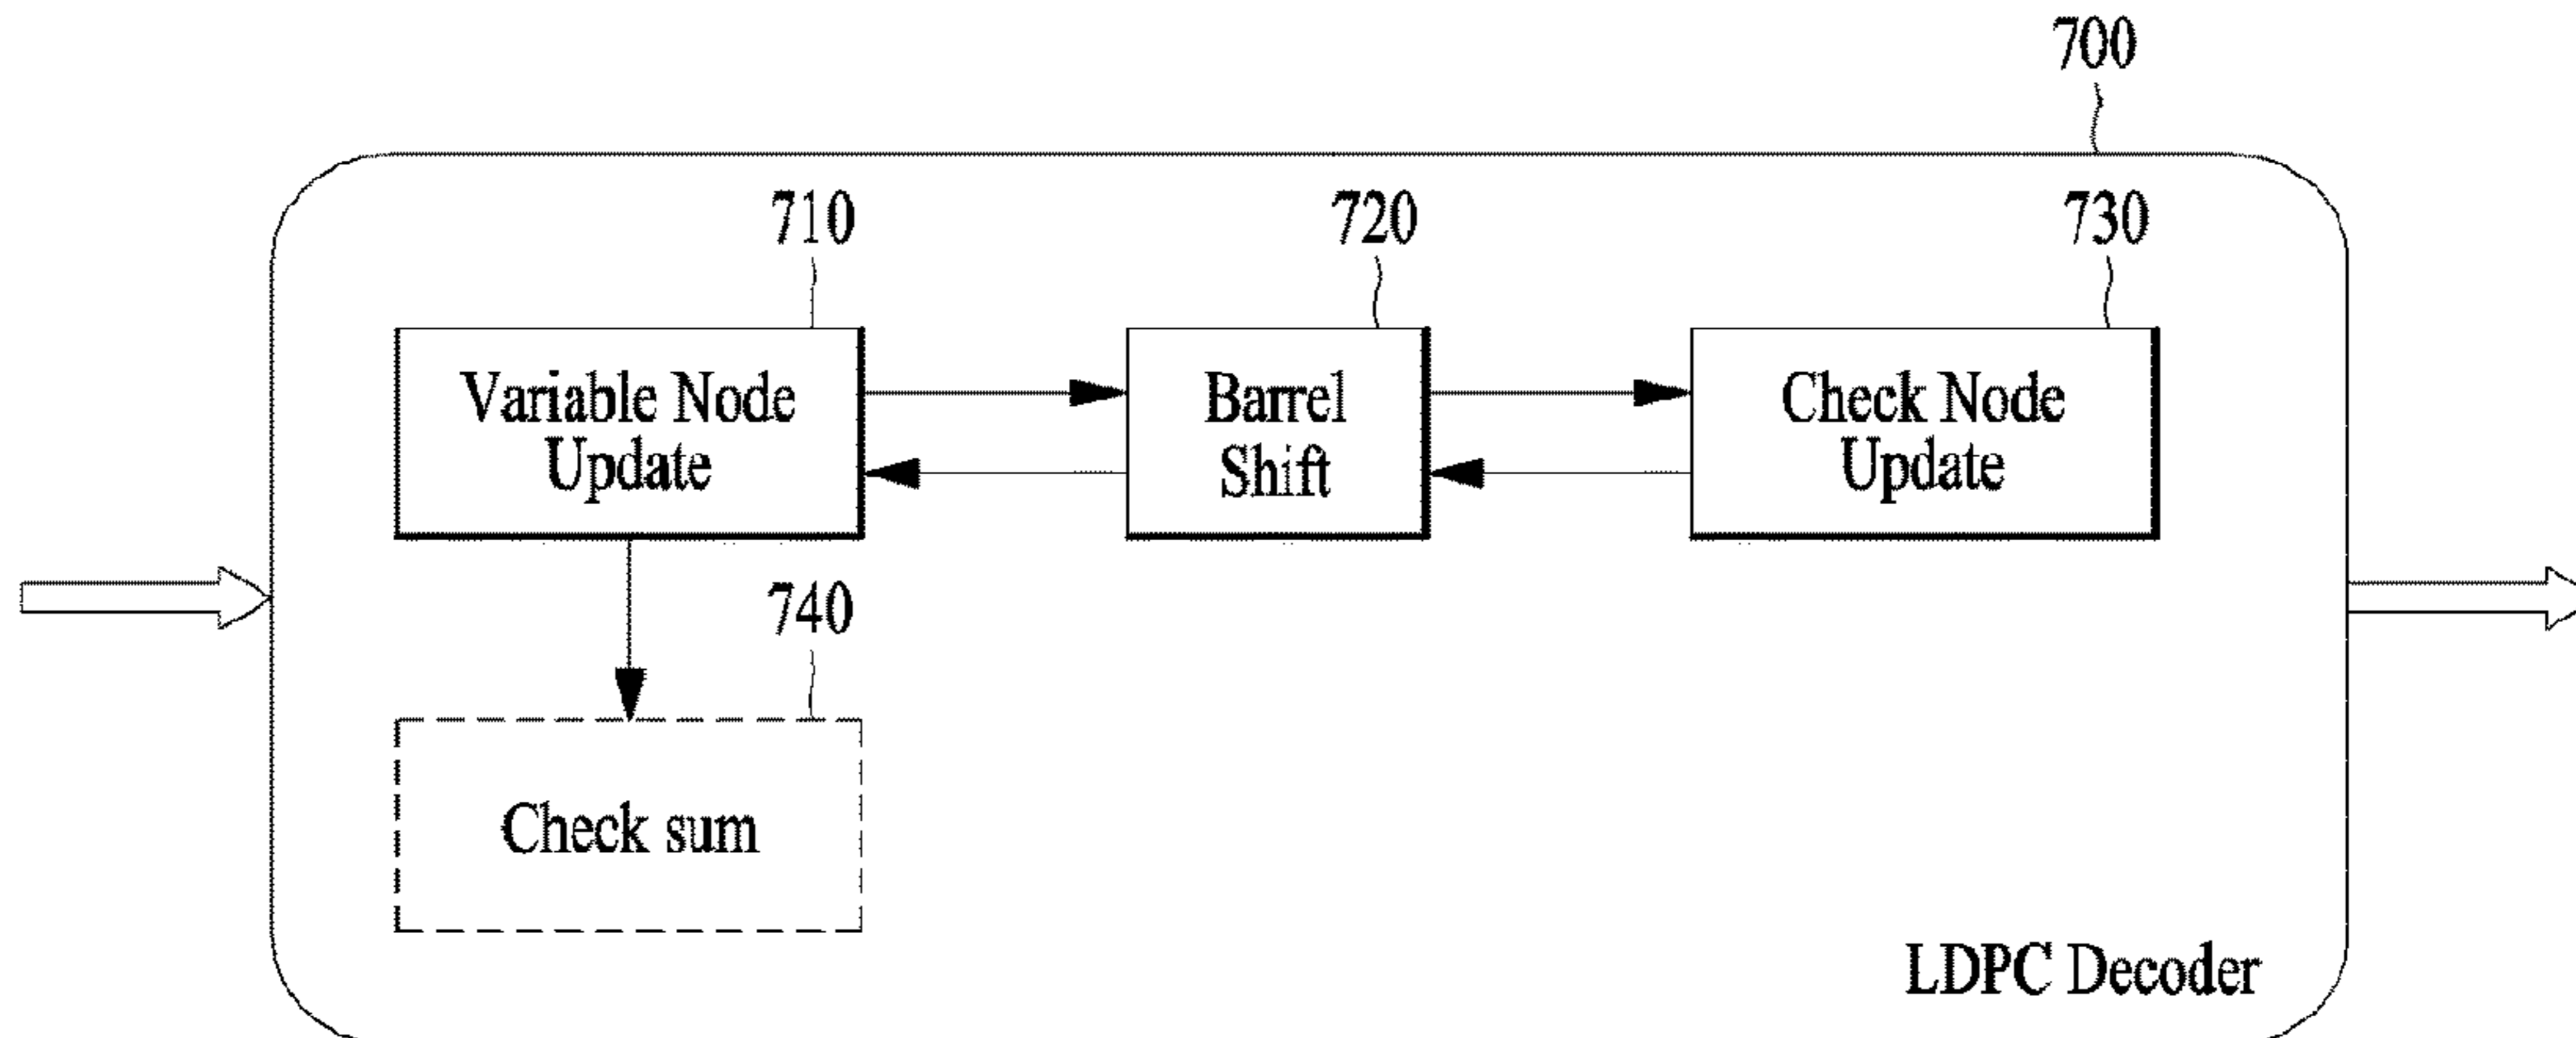 700
710
720
730
Variable Node
Update
Barrel
Shift
Check Node
Update
740
Check sum
LDPC Decoder